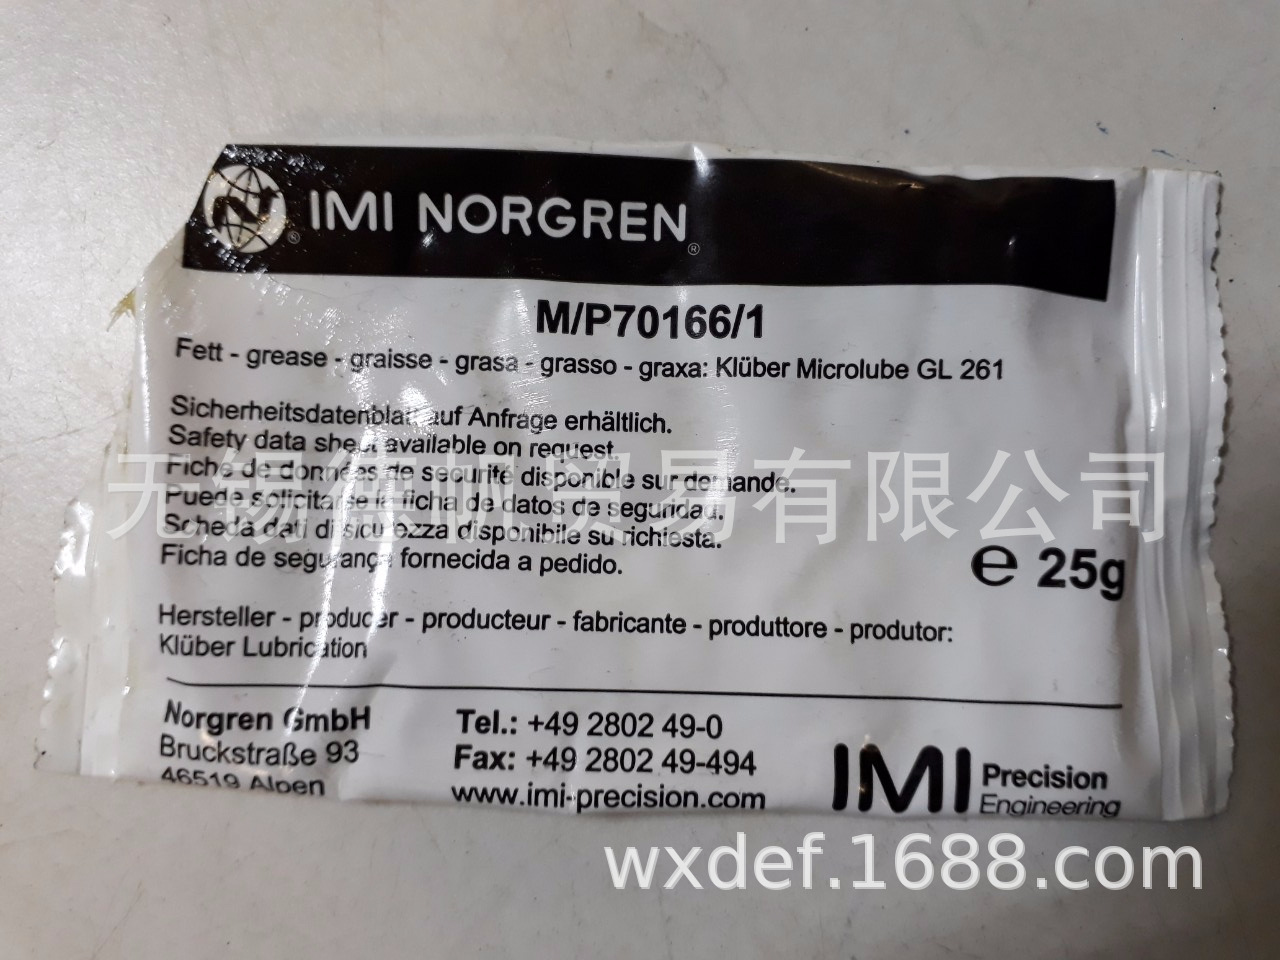 IMI NORGREN
®
®
M/P70166/1
Fett - grease - graisse - grasa - grasso - graxa: Klüber Microlube GL 261
Sicherheitsdatenblatt auf Anfrage erhältlich.
Safety data sheet available on request.
Fiche de données de securité disponible sur demande.
Puede solicitarse la ficha de datos de seguridad.
Scheda dati di sicurezza disponibile su richiesta.
Ficha de segurança fornecida a pedido.
℮ 25g
无锡德 贸易有限公司
Hersteller - producer - producteur - fabricante - produttore - produtor:
Klüber Lubrication
Norgren GmbH
Bruckstraße 93
46519 Alpen
Tel.: +49 2802 49-0
Fax: +49 2802 49-494
www.imi-precision.com
IMI Precision
Engineering
wxdef.1688.com